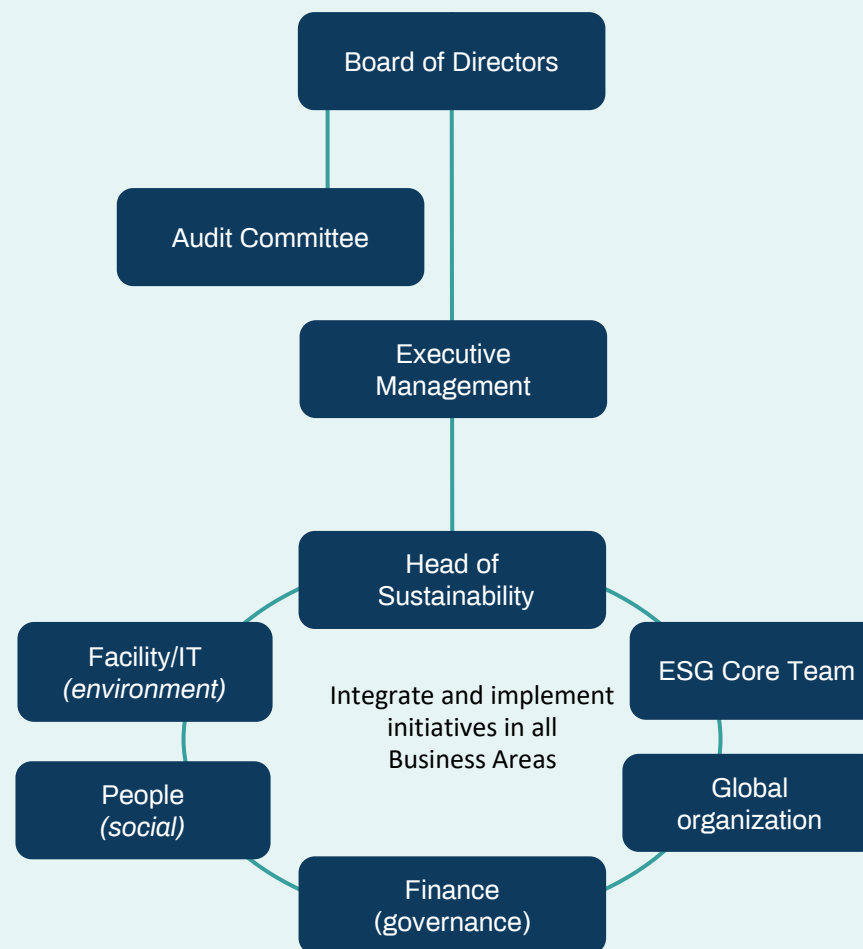 Board of Directors
Audit Committee
Executive
Management
Head of
Sustainability
Facility/IT
(environment)
ESG Core Team
Integrate and implement
initiatives in all
Business Areas
People
(social)
Global
organization
Finance
(governance)